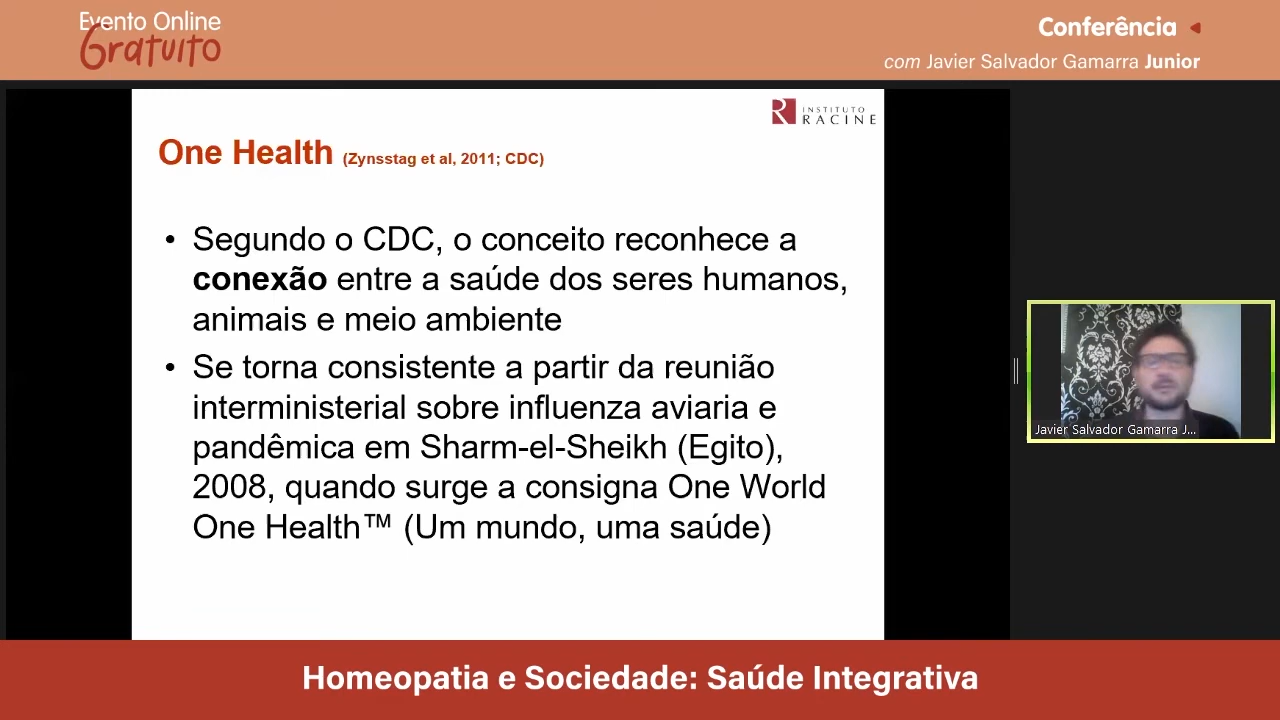 Evento Online
Gratuito
Conferência
com Javier Salvador Gamarra Junior
INSTITUTO
RACINE
One Health (Zynsstag et al, 2011; CDC)
• Segundo o CDC, o conceito reconhece a
conexão entre a saúde dos seres humanos,
animais e meio ambiente
• Se torna consistente a partir da reunião
interministerial sobre influenza aviaria e
pandêmica em Sharm-el-Sheikh (Egito),
2008, quando surge a consigna One World
One Health™ (Um mundo, uma saúde)
Javier Salvador Gamarra J...
Homeopatia e Sociedade: Saúde Integrativa